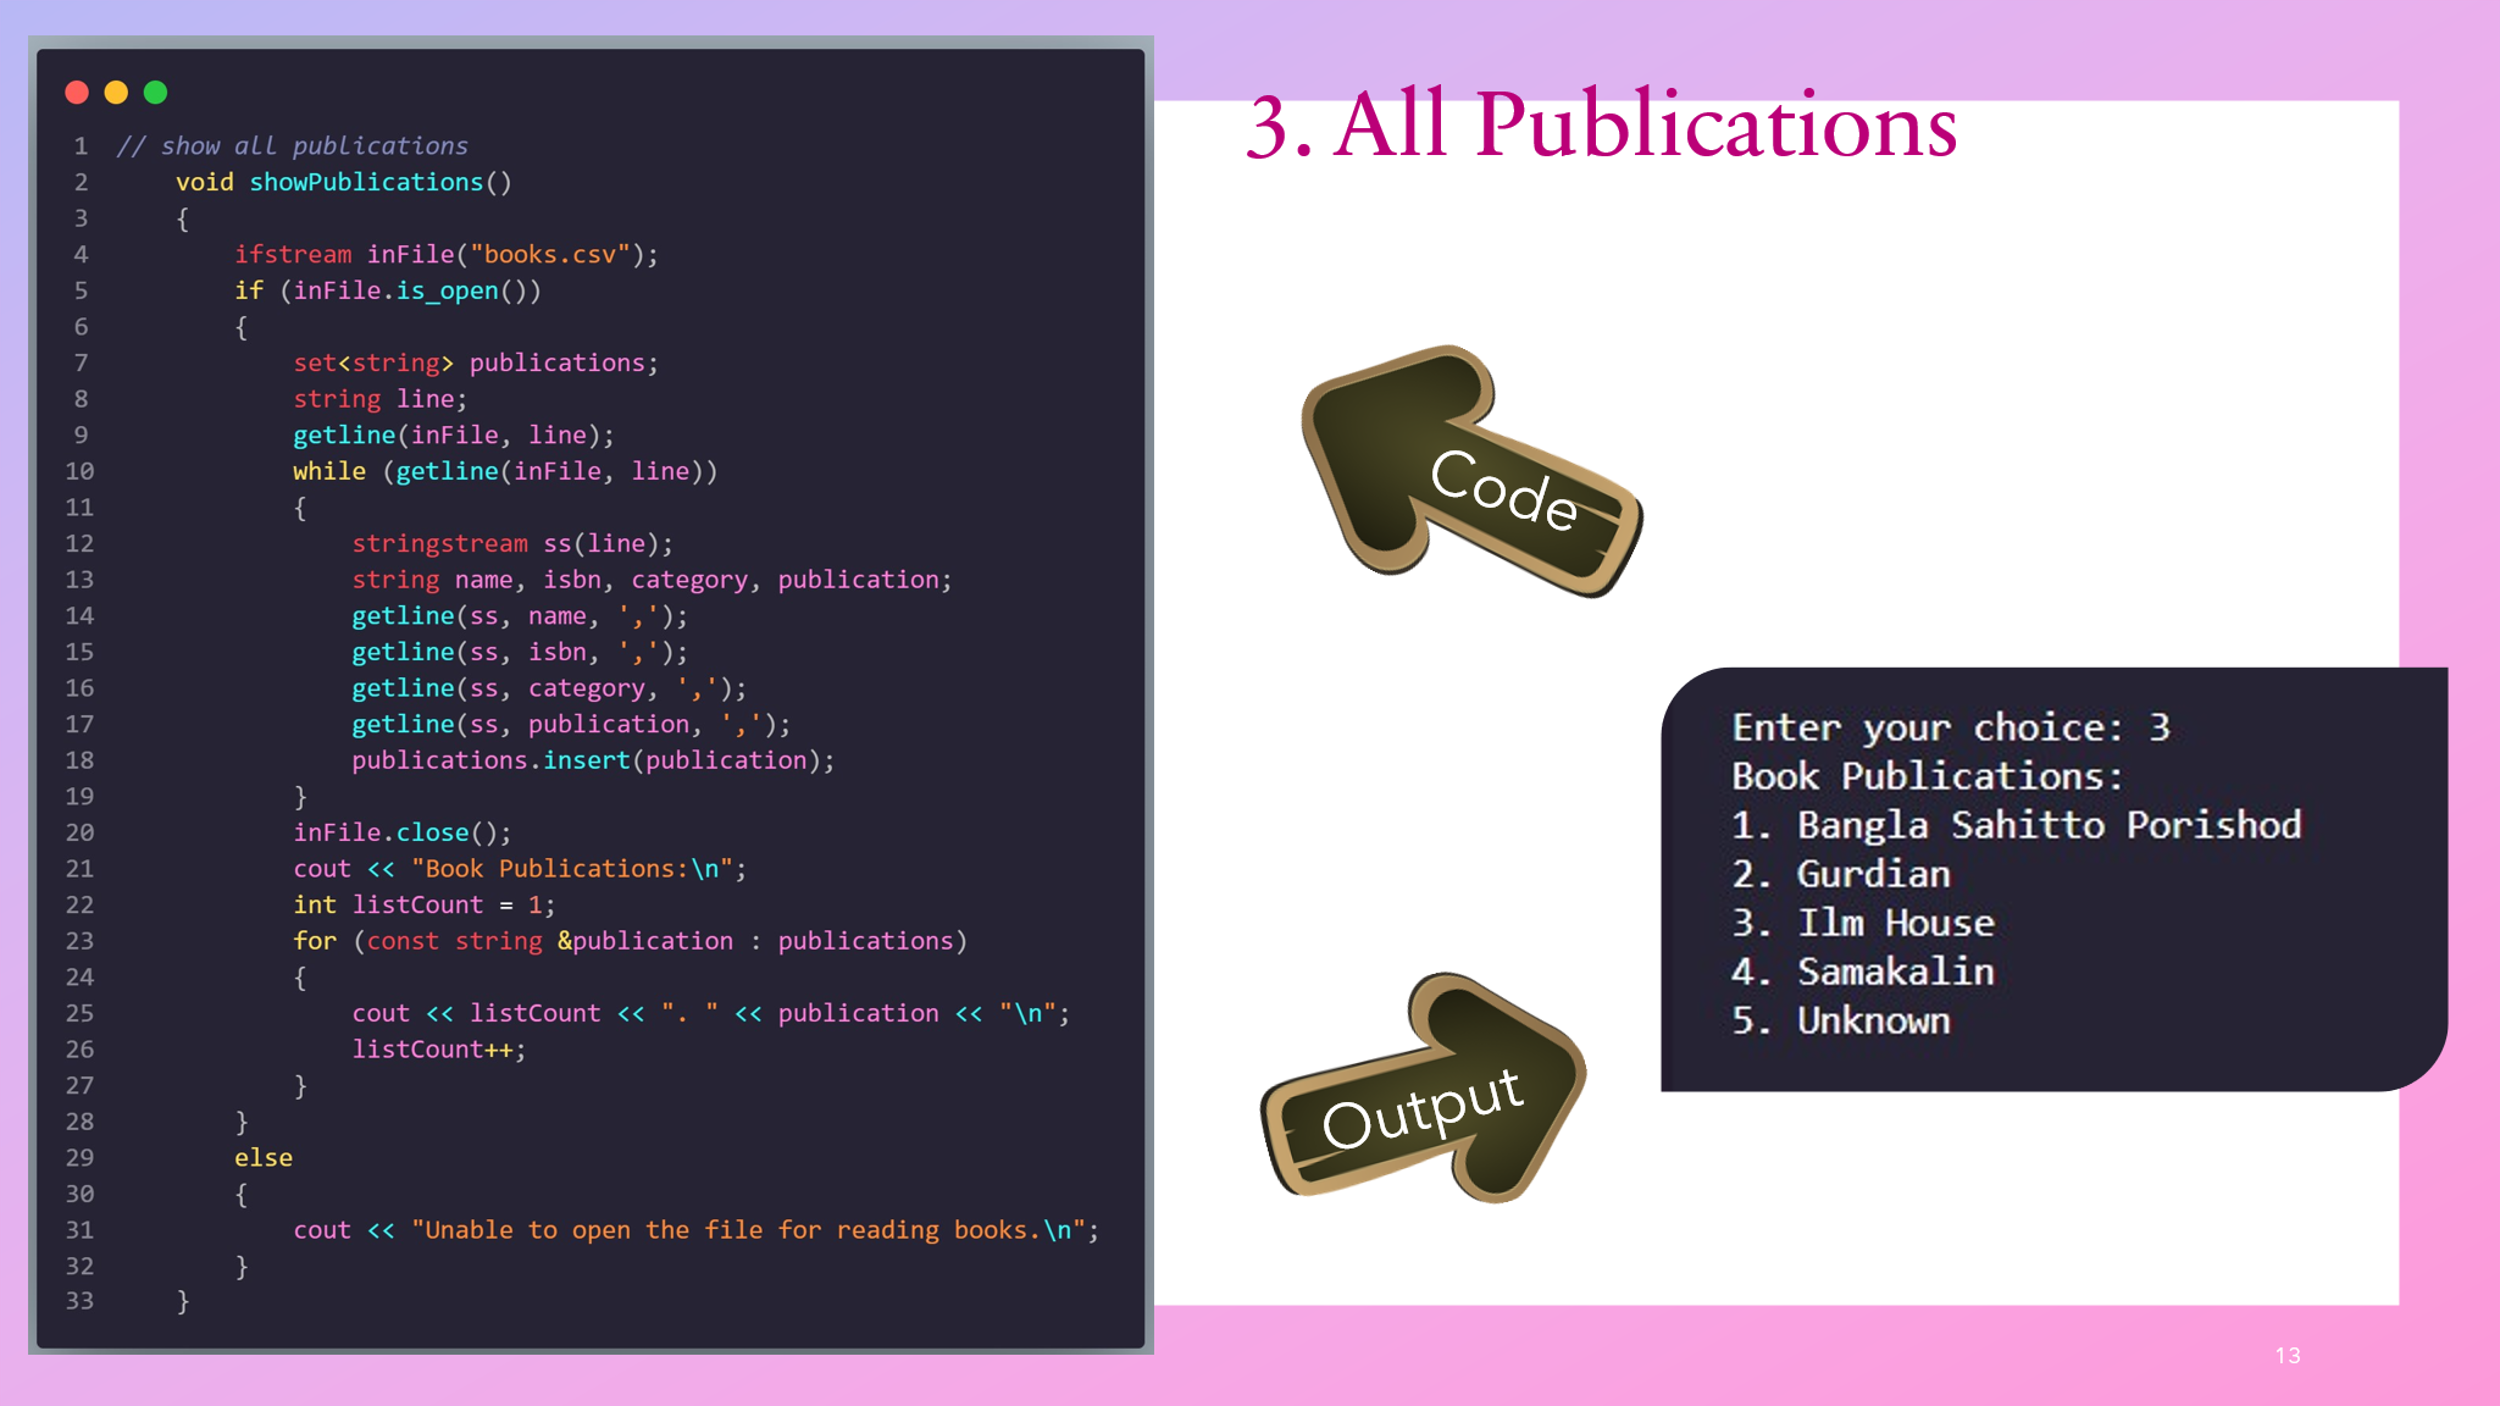 3. All Publications
1 // show all publications
2     void showPublications()
3     {
4         ifstream inFile("books.csv");
5         if (inFile.is_open())
6         {
7             set<string> publications;
8             string line;
9             getline(inFile, line);
10             while (getline(inFile, line))
11             {
12                 stringstream ss(line);
13                 string name, isbn, category, publication;
14                 getline(ss, name, ',');
15                 getline(ss, isbn, ',');
16                 getline(ss, category, ',');
17                 getline(ss, publication, ',');
18                 publications.insert(publication);
19             }
20             inFile.close();
21             cout << "Book Publications:\n";
22             int listCount = 1;
23             for (const string &publication : publications)
24             {
25                 cout << listCount << ". " << publication << "\n";
26                 listCount++;
27             }
28         }
29         else
30         {
31             cout << "Unable to open the file for reading books.\n";
32         }
33     }
Code
Output
Enter your choice: 3
Book Publications:
1. Bangla Sahitto Porishod
2. Gurdian
3. Ilm House
4. Samakalin
5. Unknown
13